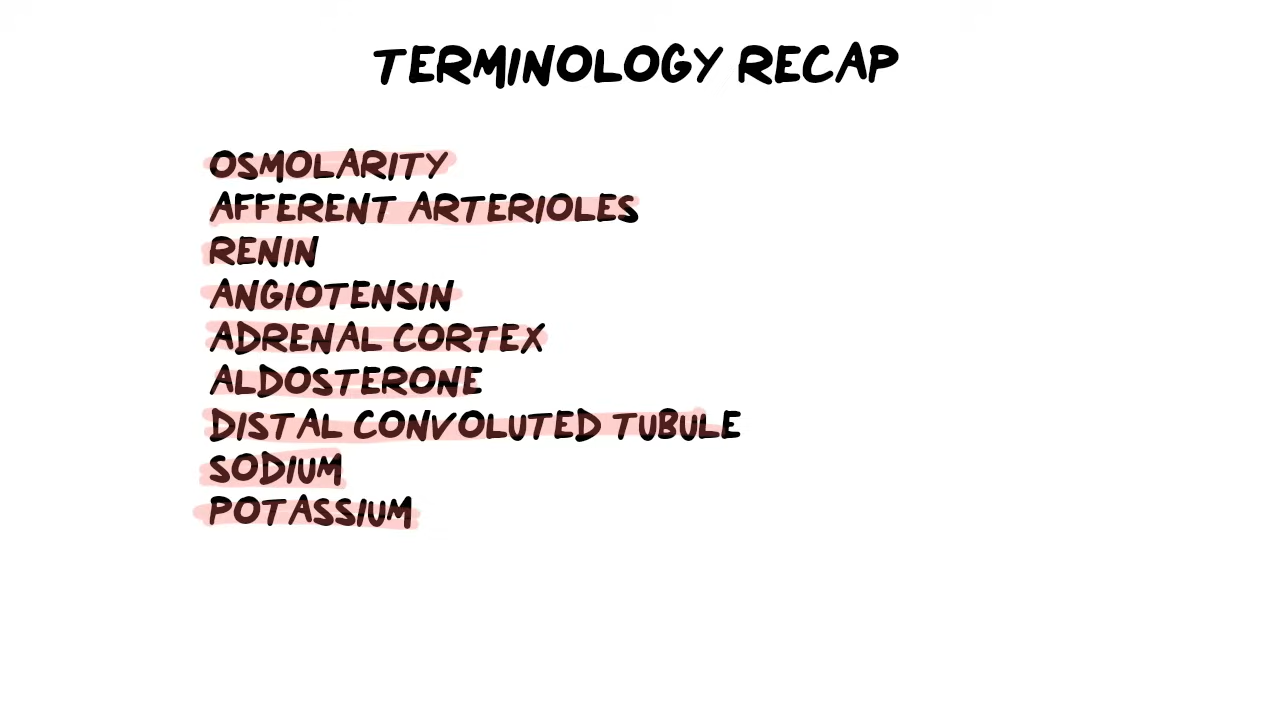 TERMINOLOGY RECAP
OSMOLARITY
AFFERENT ARTERIOLES
RENIN
ANGIOTENSIN
ADRENAL CORTEX
ALDOSTERONE
DISTAL CONVOLUTED TUBULE
SODIUM
POTASSIUM